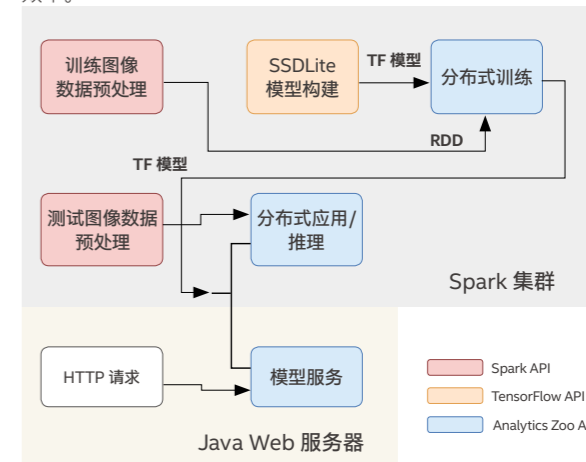 训练图像
数据预处理
SSDLite
模型构建
TF 模型
分布式训练
RDD
TF 模型
测试图像数据
预处理
分布式应用/
推理
Spark 集群
HTTP 请求
模型服务
Java Web 服务器
Spark API
TensorFlow API
Analytics Zoo A